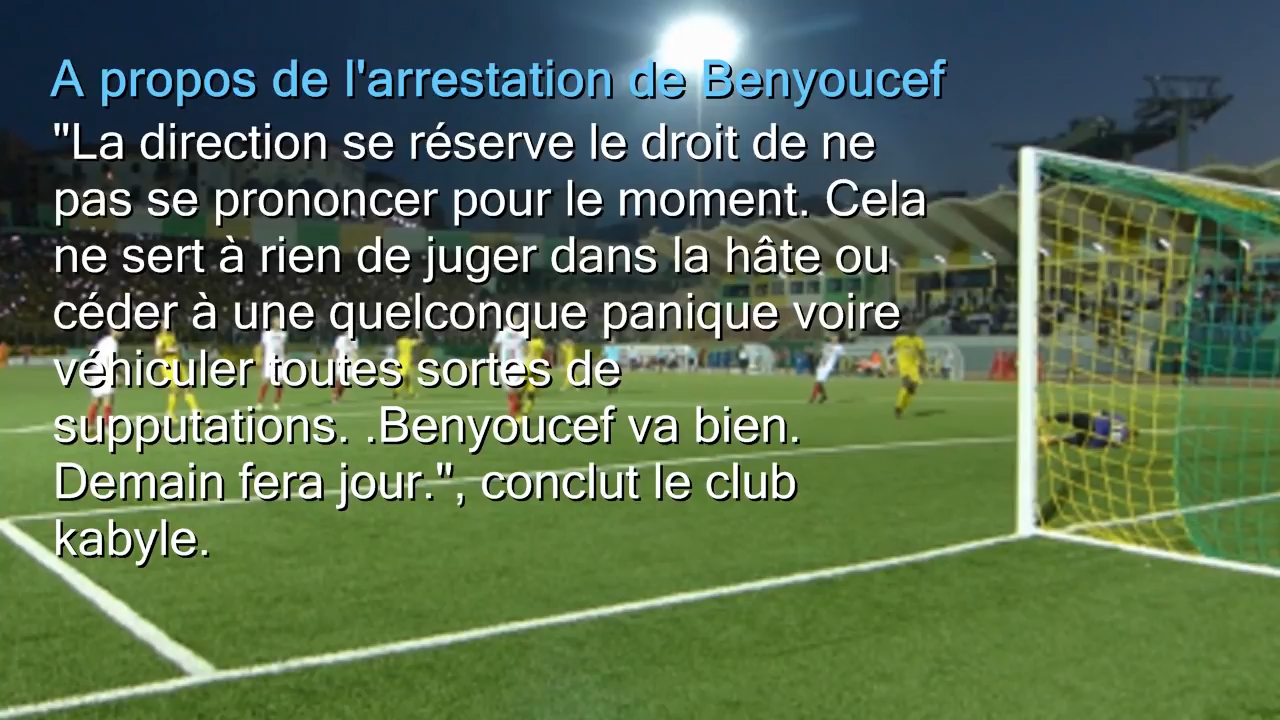 A propos de l'arrestation de Benyoucef
"La direction se réserve le droit de ne
pas se prononcer pour le moment. Cela
ne sert à rien de juger dans la hâte ou
céder à une quelconque panique voire
véhiculer toutes sortes de
supputations. .Benyoucef va bien.
Demain fera jour.", conclut le club
kabyle.